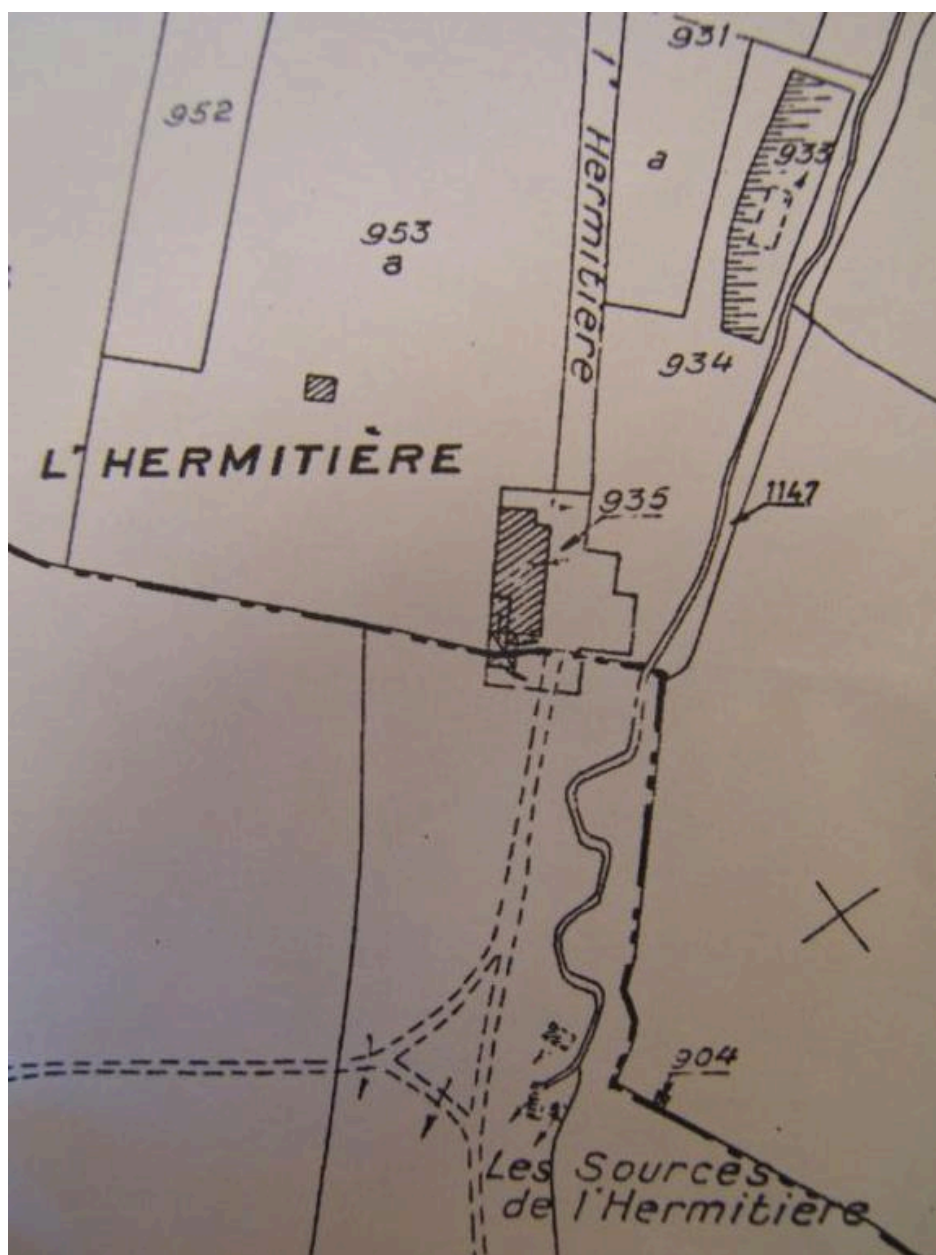 931
952
l' Hermitière
a
933
953
a
934
L'HERMITIÈRE
935
1147
904
Les Sources
de l'Hermitière